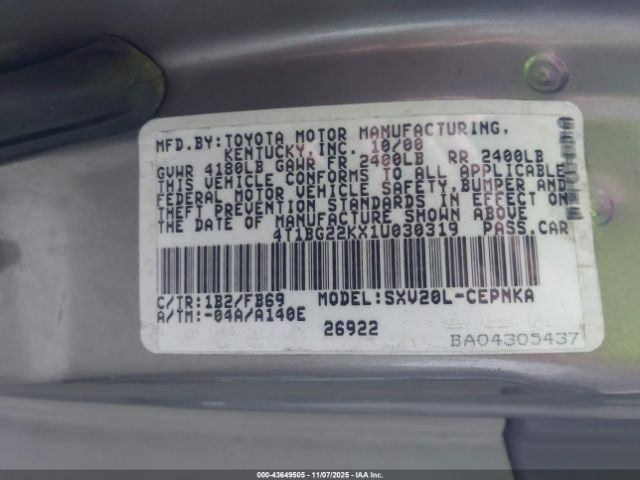 MFD.BY:TOYOTA MOTOR MANUFACTURING,
KENTUCKY,INC. 10/00
GVWR 4180LB GAWR FR 2400LB RR 2400LB
THIS VEHICLE CONFORMS TO ALL APPLICABLE
FEDERAL MOTOR VEHICLE SAFETY,BUMPER AND
THEFT PREVENTION STANDARDS IN EFFECT ON
THE DATE OF MANUFACTURE SHOWN ABOVE
4T1BG22KX1U030319 PASS.CAR
C/TR:1B2/FB69 MODEL:SXV20L-CEPNKA
A/TM:-04A/A140E
26922
BA04305437
000-43649505 - 11/07/2025 - IAAI.COM